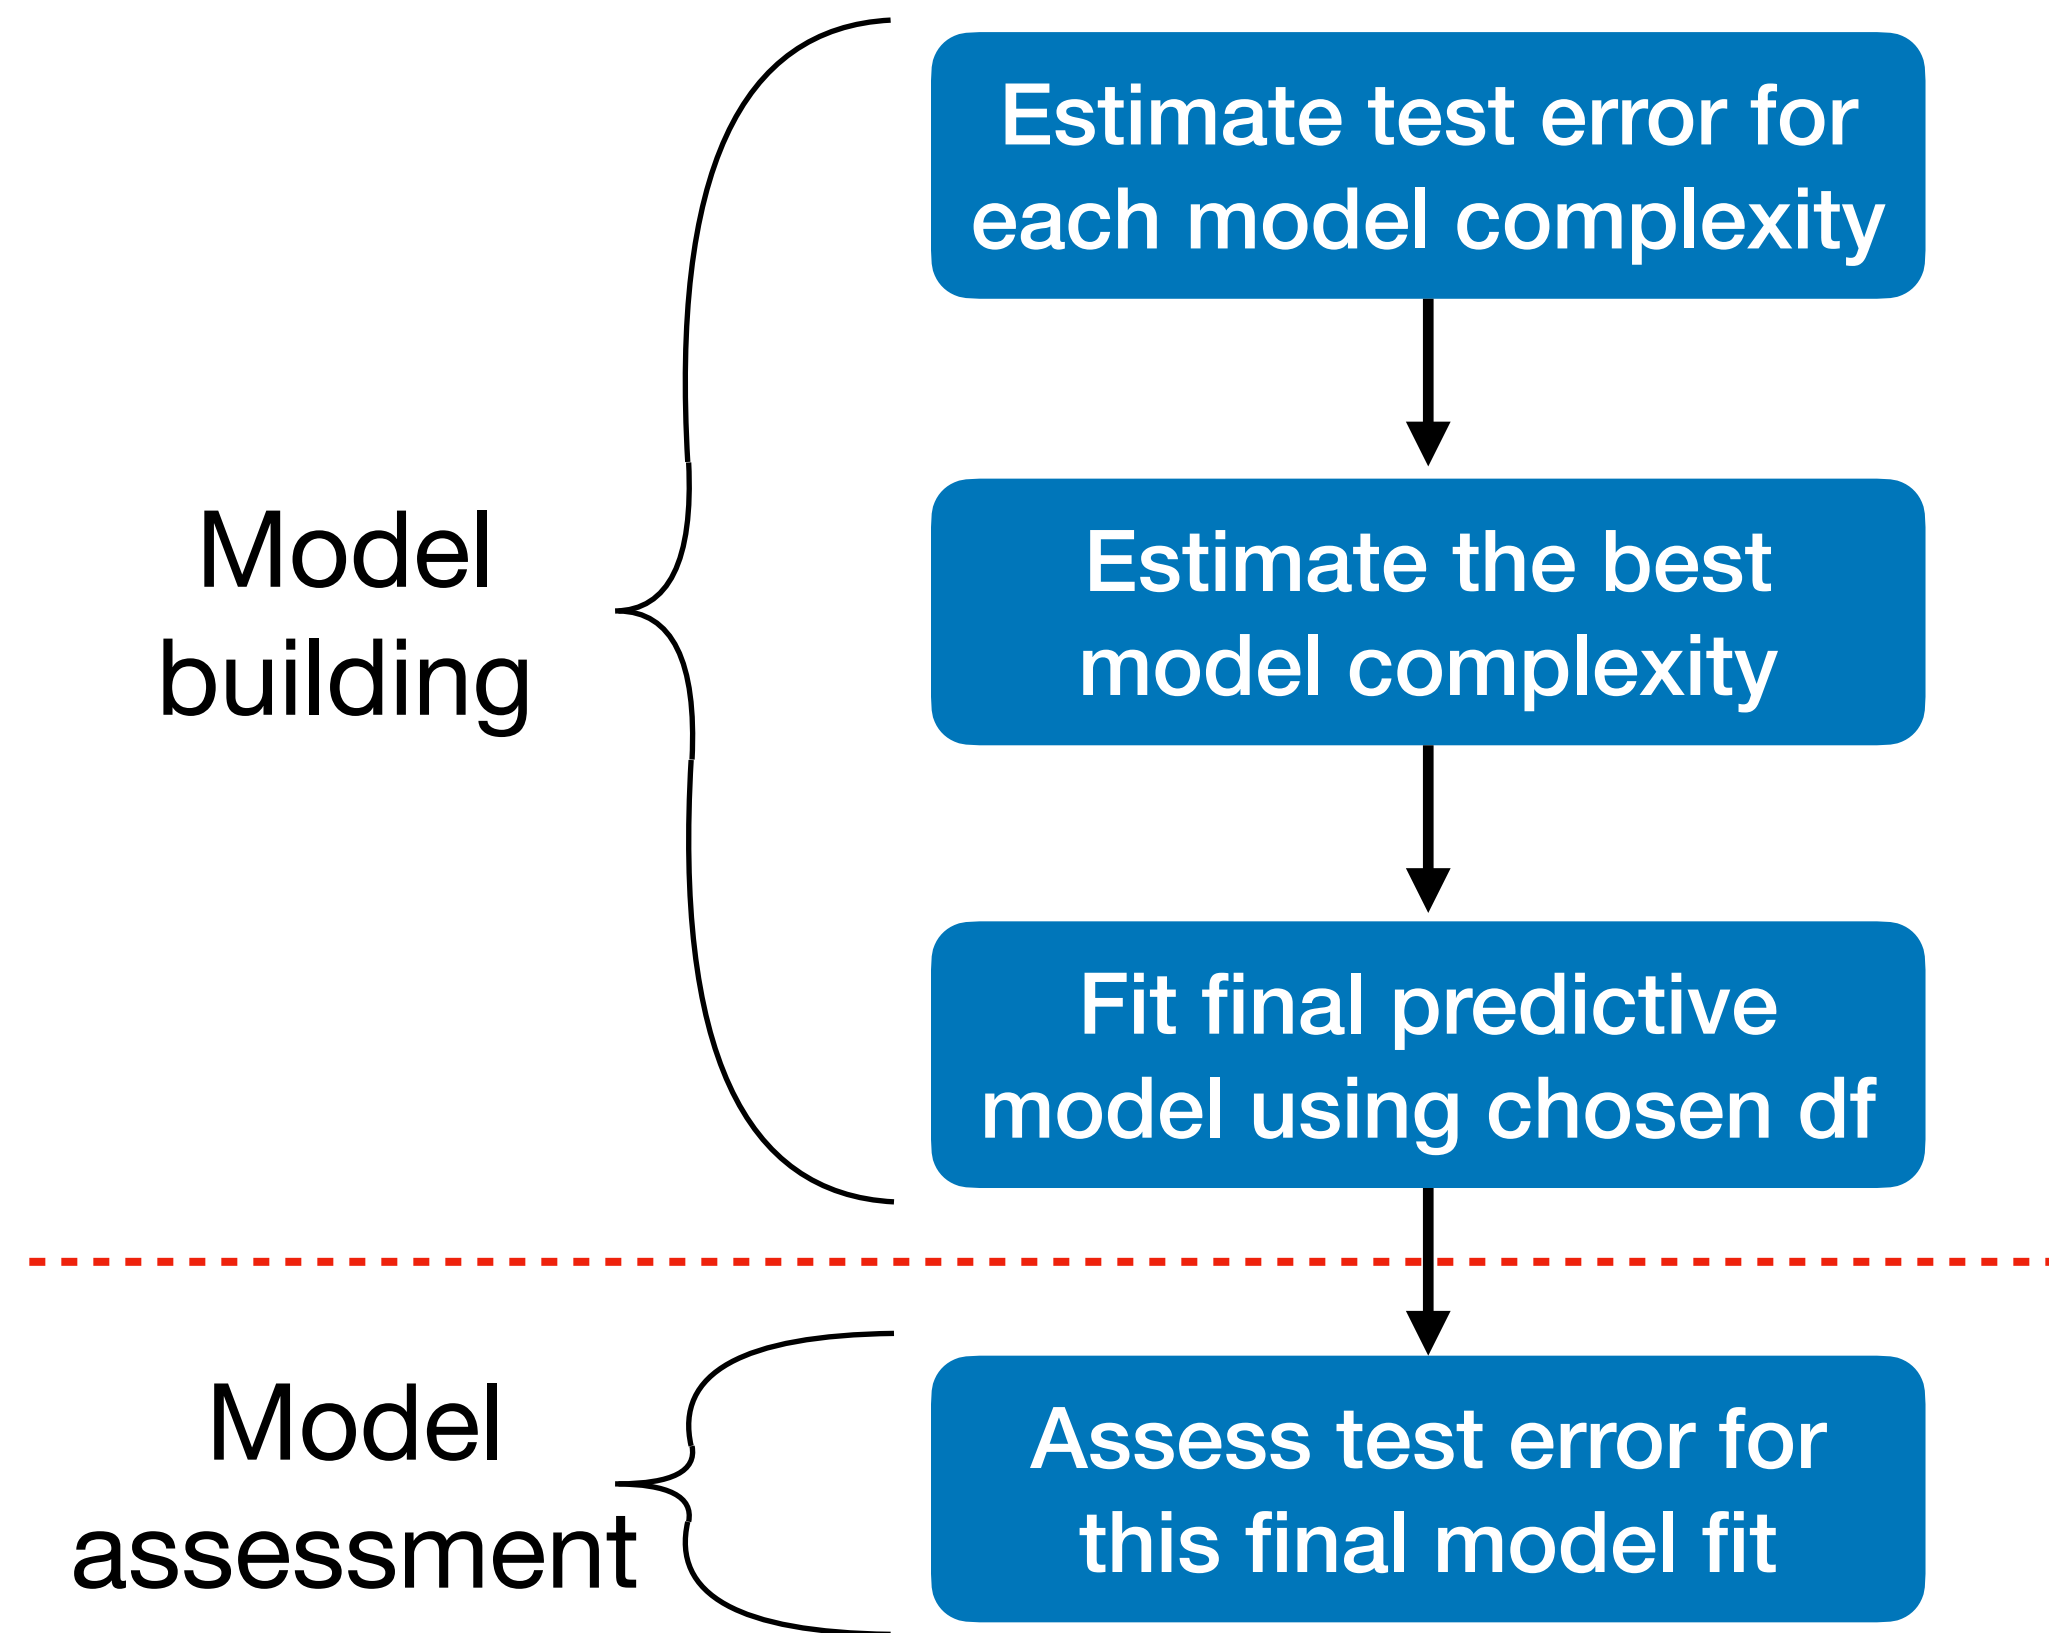 Estimate test error for
each model complexity
Model
building
Estimate the best
model complexity
Fit final predictive
model using chosen df
Model
assessment
Assess test error for
this final model fit